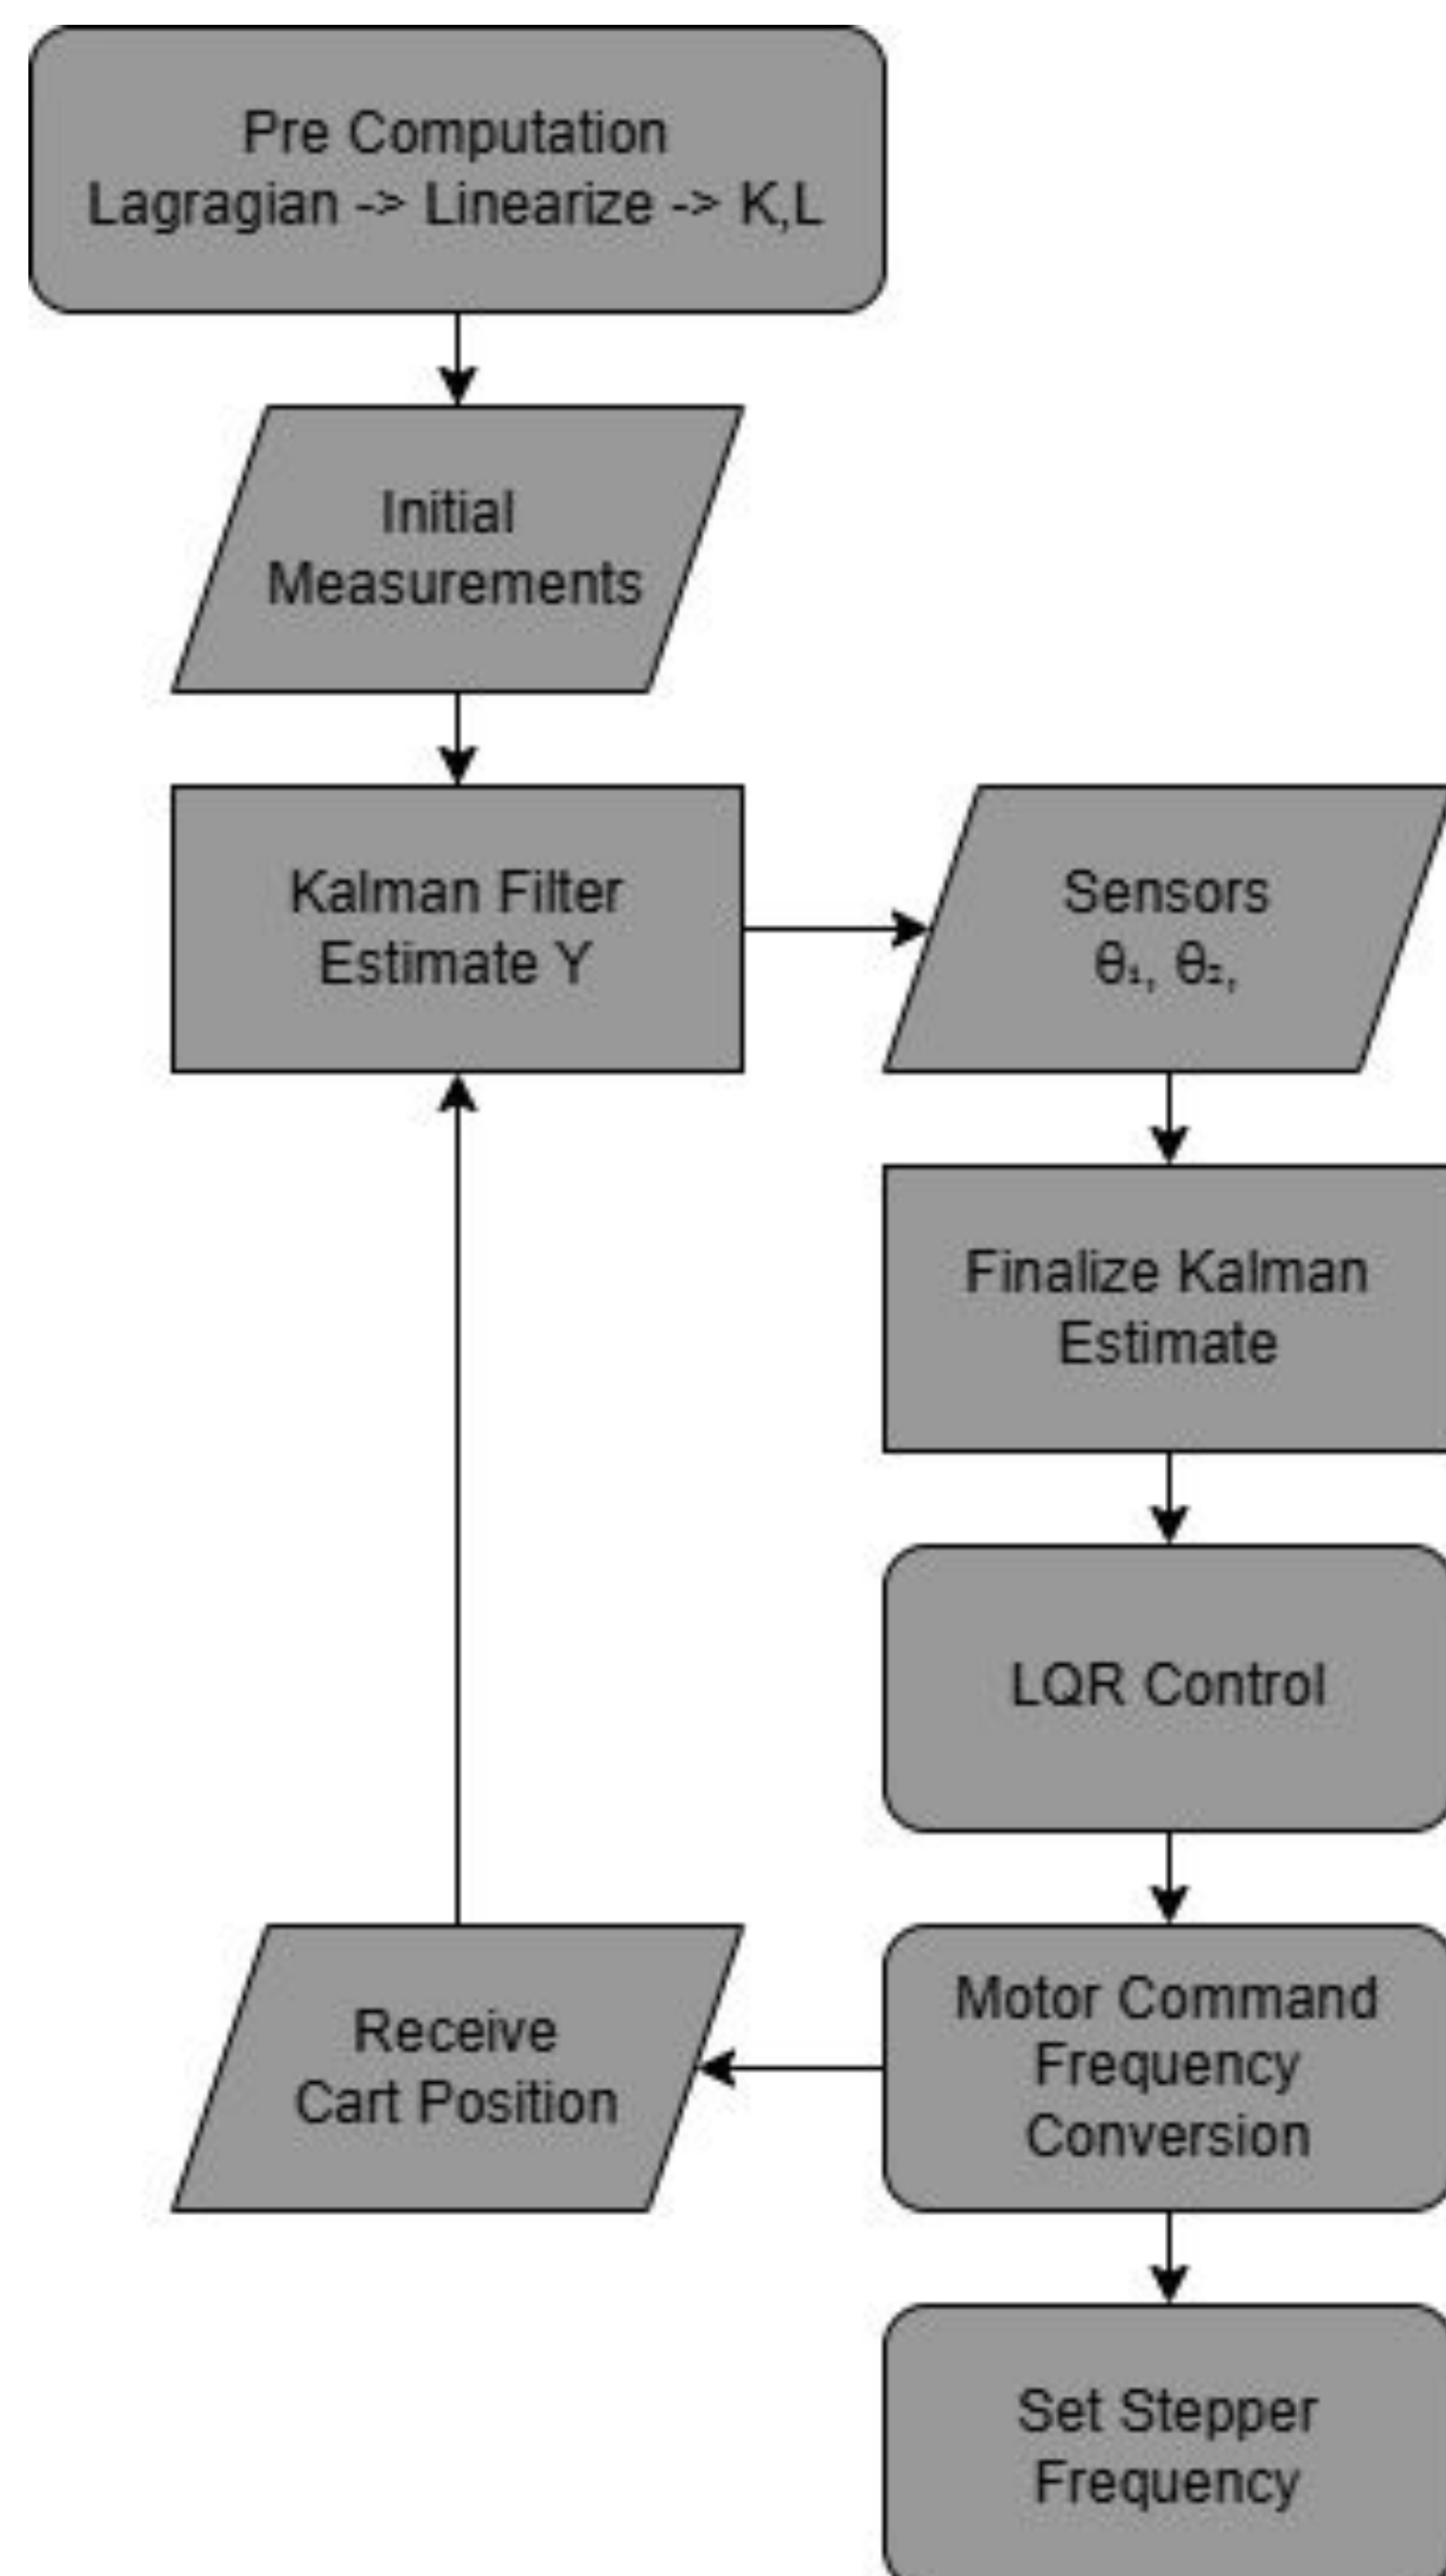 Pre Computation
Lagragian -> Linearize -> K,L
Initial
Measurements
Kalman Filter
Estimate Y
Sensors
θ₁, θ₂,
Finalize Kalman
Estimate
LQR Control
Motor Command
Frequency
Conversion
Receive
Cart Position
Set Stepper
Frequency